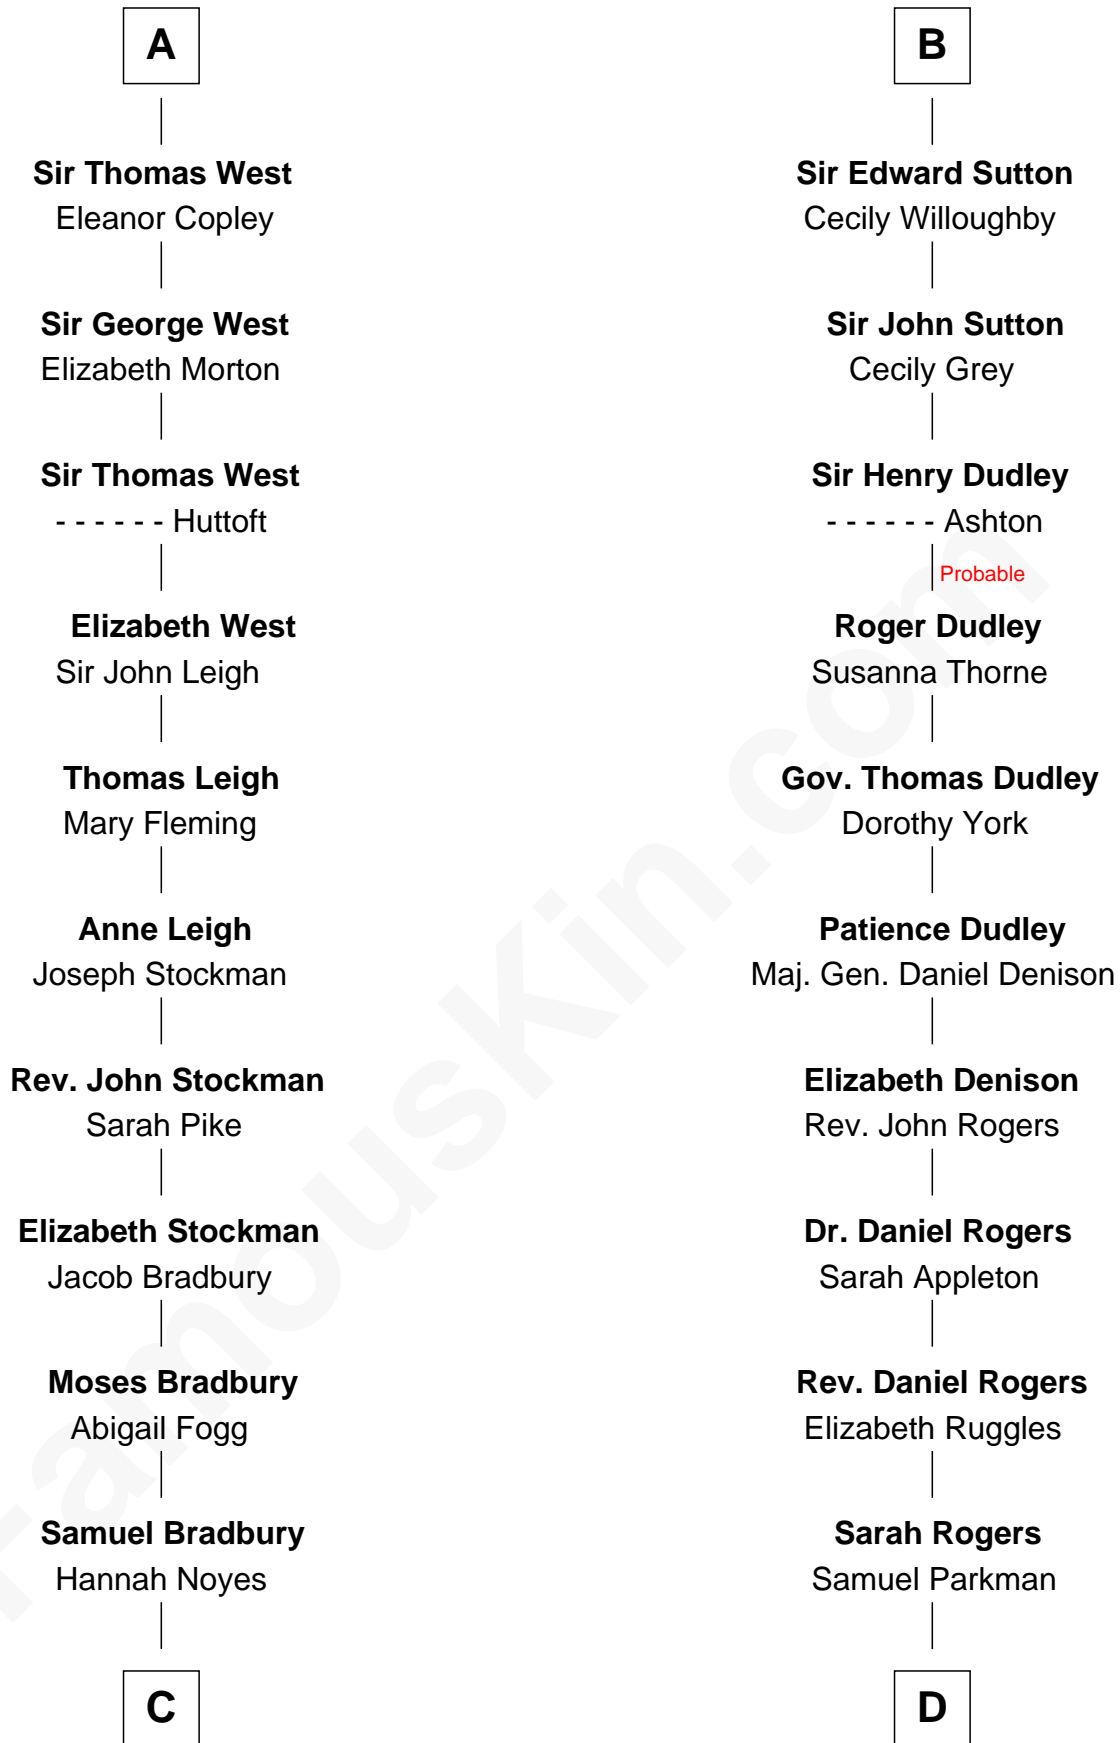 A
Sir Thomas West
Eleanor Copley
Sir George West
Elizabeth Morton
Sir Thomas West
- - - - - - Huttoft
Elizabeth West
Sir John Leigh
Thomas Leigh
Mary Fleming
Anne Leigh
Joseph Stockman
Rev. John Stockman
Sarah Pike
Elizabeth Stockman
Jacob Bradbury
Moses Bradbury
Abigail Fogg
Samuel Bradbury
Hannah Noyes
C
B
Sir Edward Sutton
Cecily Willoughby
Sir John Sutton
Cecily Grey
Sir Henry Dudley
- - - - - - Ashton
Probable
Roger Dudley
Susanna Thorne
Gov. Thomas Dudley
Dorothy York
Patience Dudley
Maj. Gen. Daniel Denison
Elizabeth Denison
Rev. John Rogers
Dr. Daniel Rogers
Sarah Appleton
Rev. Daniel Rogers
Elizabeth Ruggles
Sarah Rogers
Samuel Parkman
D
FamousKin.com